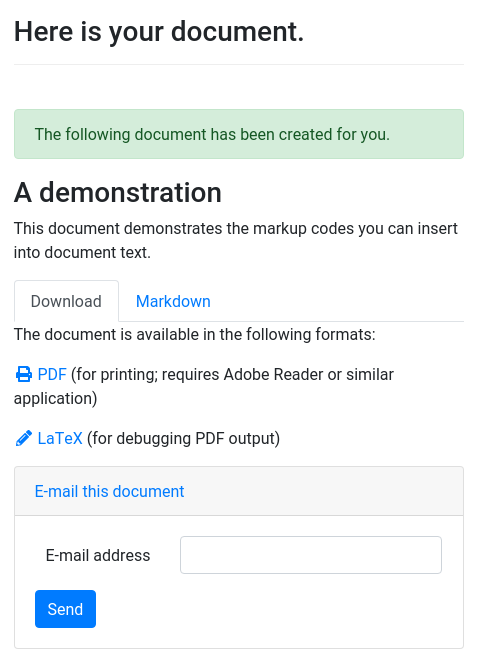 Here is your document.
The following document has been created for you.
A demonstration
This document demonstrates the markup codes you can insert
into document text.
Download Markdown
The document is available in the following formats:
PDF (for printing; requires Adobe Reader or similar
application)
LaTeX (for debugging PDF output)
E-mail this document
E-mail address
Send